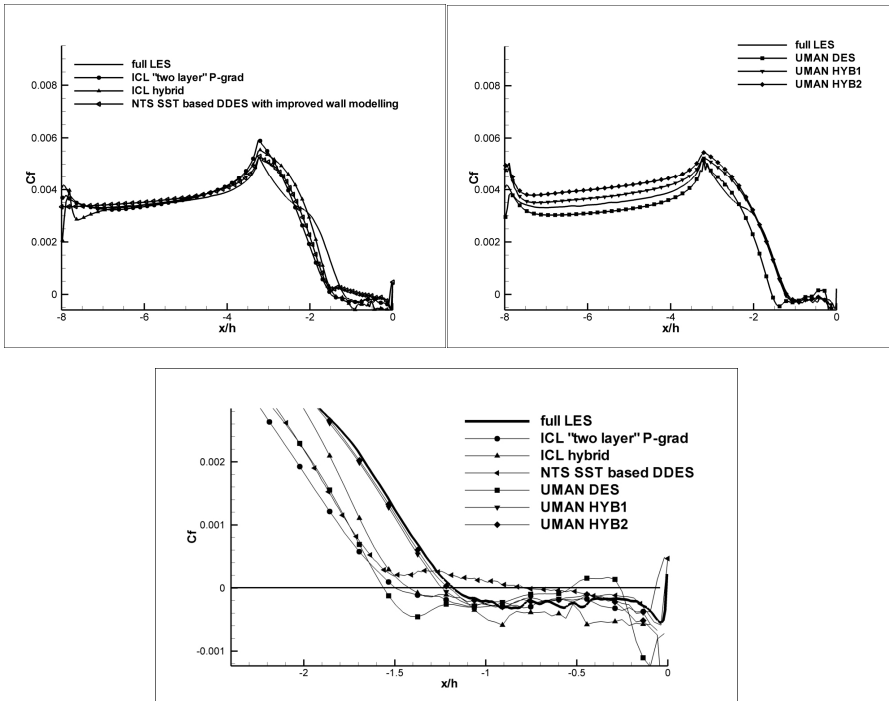 full LES
ICL "two layer" P-grad
ICL hybrid
NTS SST based DDES with improved wall modelling
0.008
0.006
0.004
0.002
0
Cf
-8
-6
-4
-2
0
x/h
full LES
UMAN DES
UMAN HYB1
UMAN HYB2
0.008
0.006
0.004
0.002
0
Cf
-8
-6
-4
-2
0
x/h
full LES
ICL "two layer" P-grad
ICL hybrid
NTS SST based DDES
UMAN DES
UMAN HYB1
UMAN HYB2
0.002
0.001
0
-0.001
Cf
-2
-1.5
-1
-0.5
0
x/h